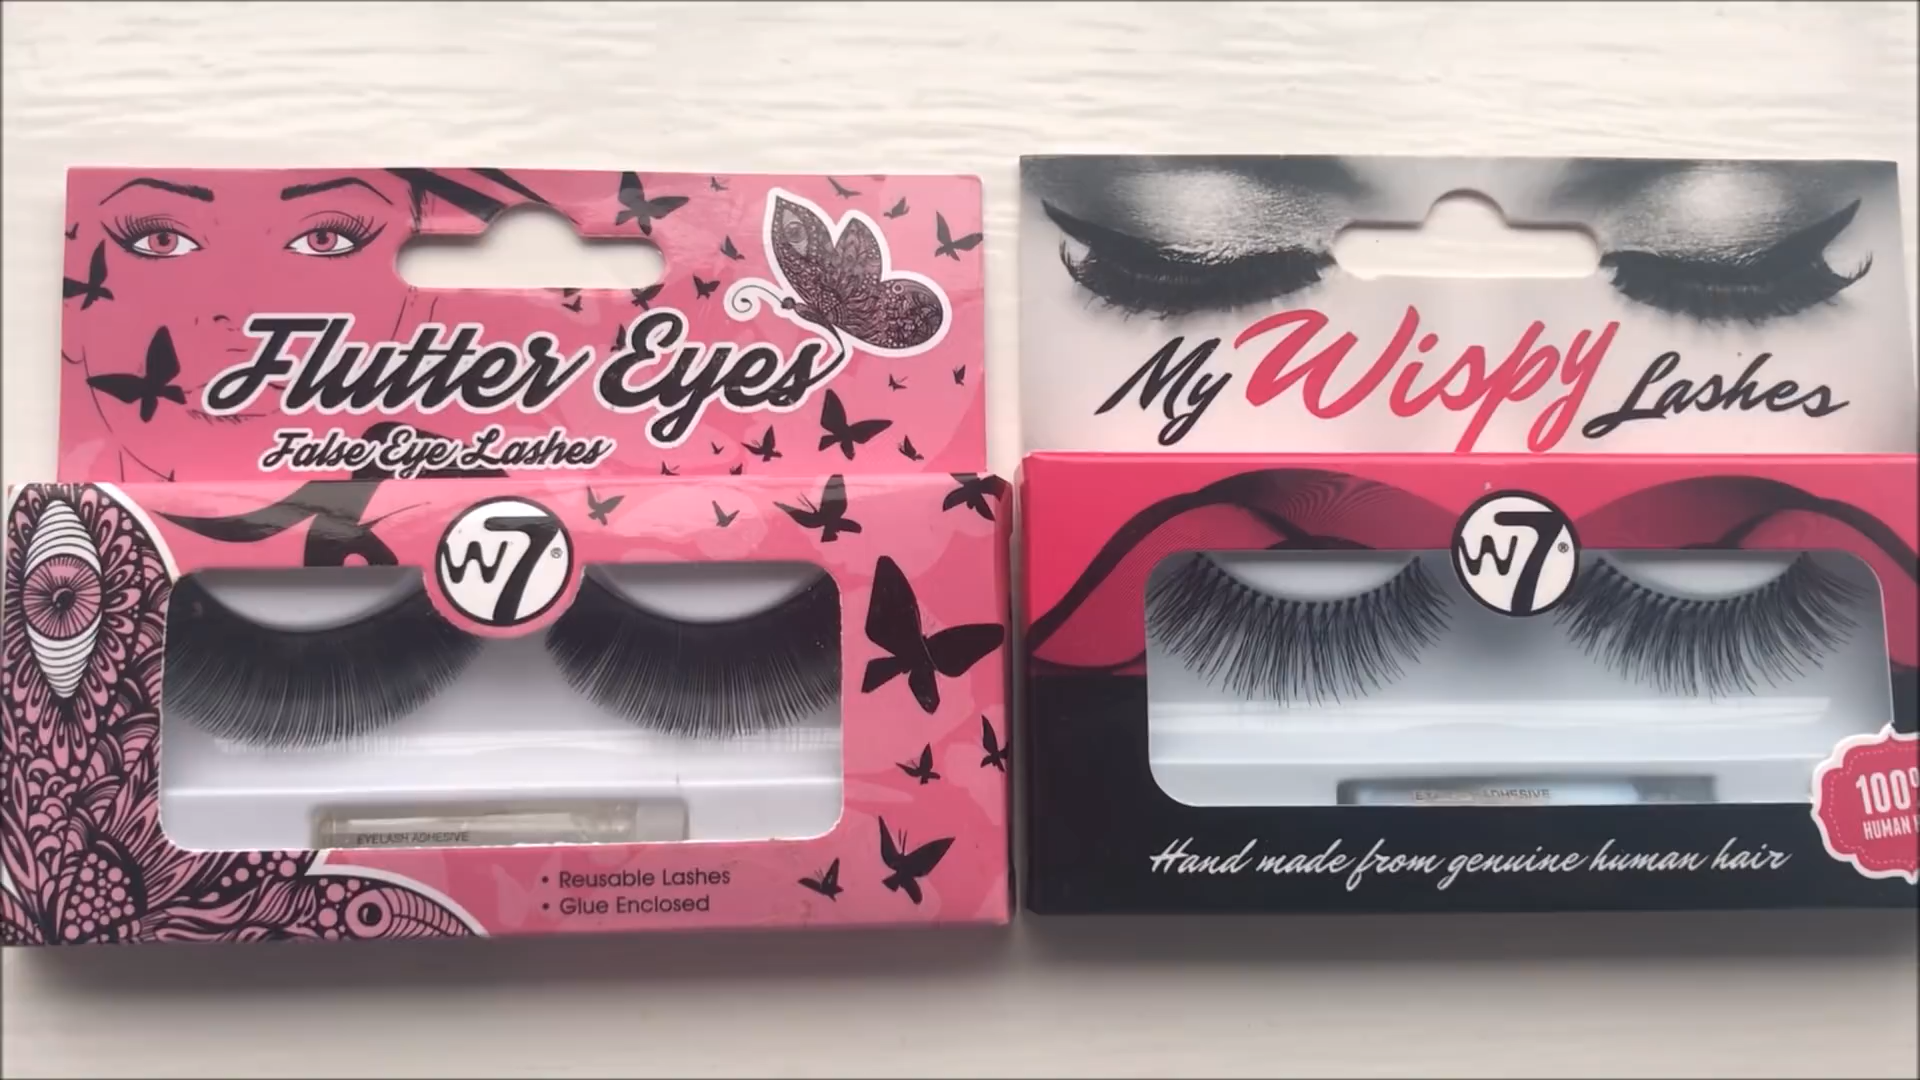 Flutter Eyes
False Eye Lashes
W7®
EYELASH ADHESIVE
• Reusable Lashes
• Glue Enclosed
My Wispy Lashes
W7®
ADHESIVE
Hand made from genuine human hair
100%
HUMAN